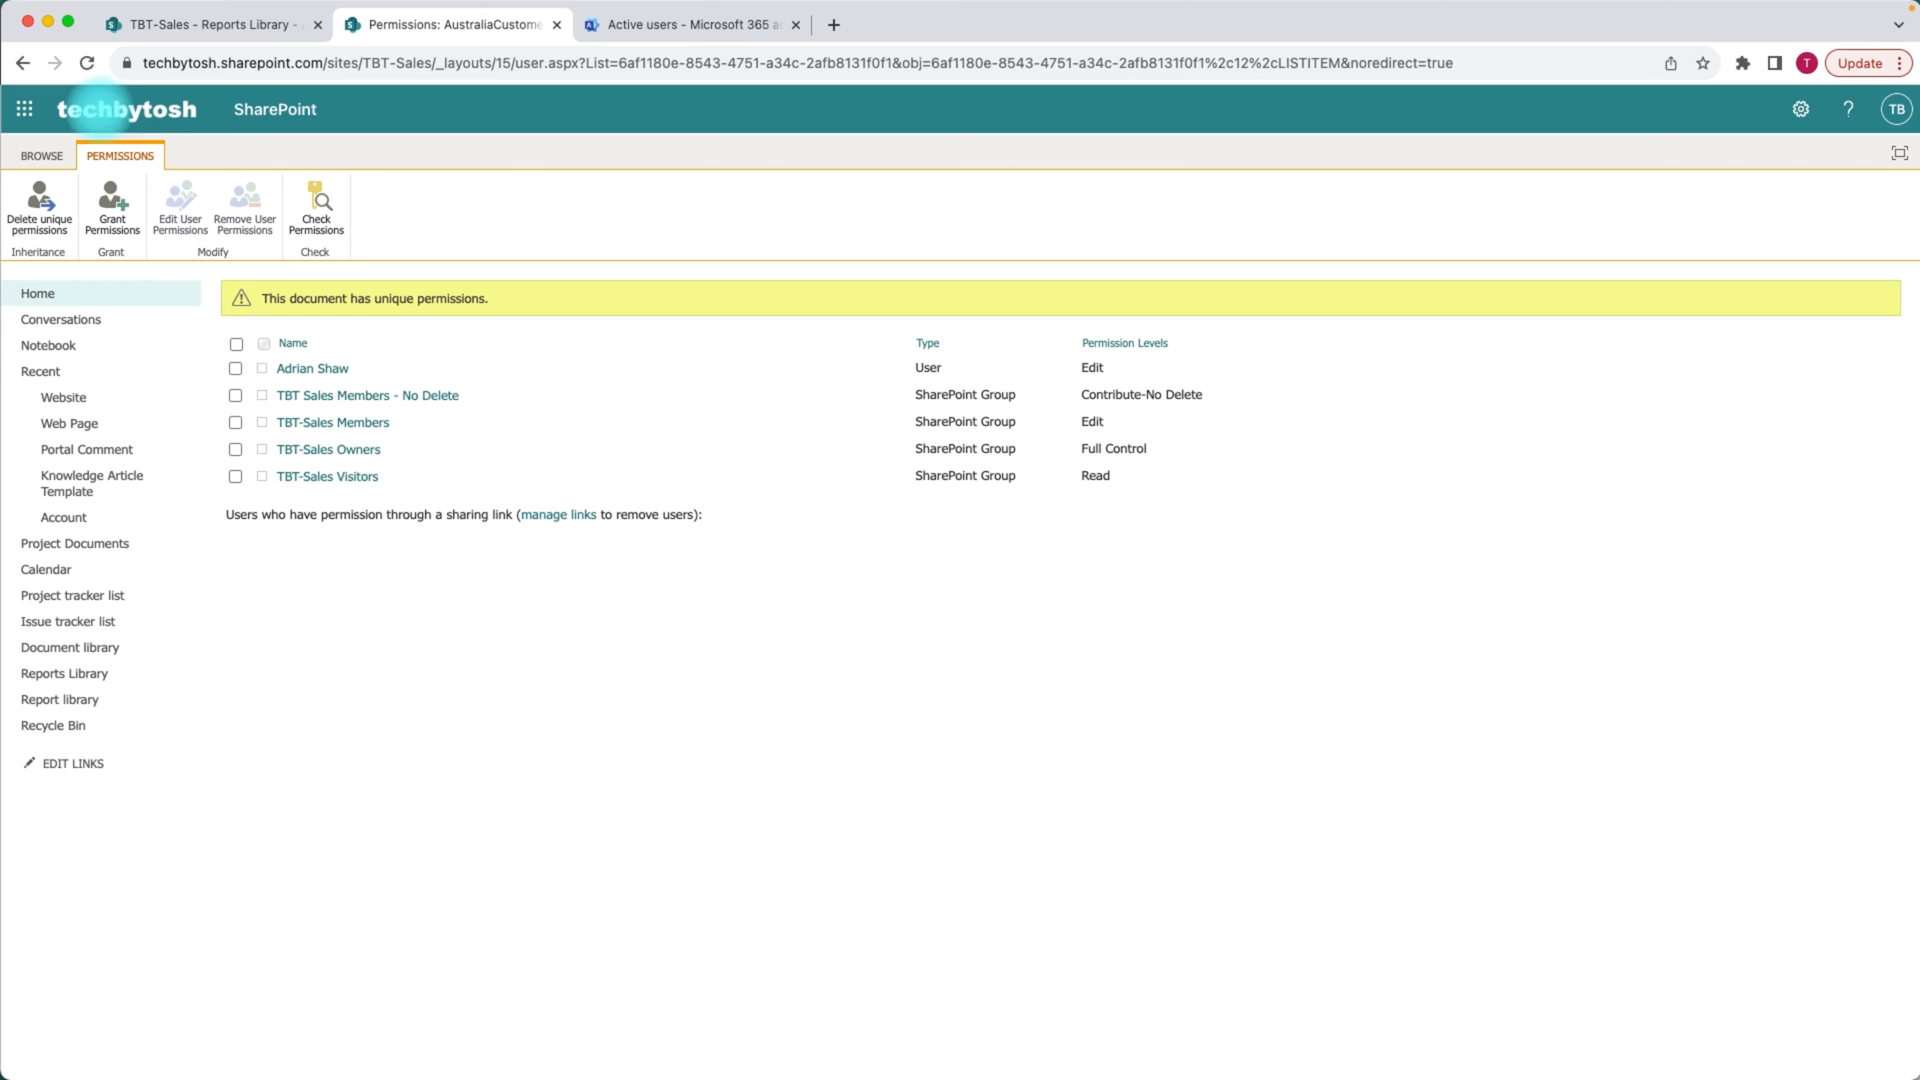 TBT-Sales - Reports Library -
Permissions: AustraliaCustome
Active users - Microsoft 365 a
techbytosh.sharepoint.com/sites/TBT-Sales/_layouts/15/user.aspx?List=6af1180e-8543-4751-a34c-2afb8131f0f1&obj=6af1180e-8543-4751-a34c-2afb8131f0f1%2c12%2cLISTITEM&noredirect=true
T
Update
techbytosh
SharePoint
?
TB
BROWSE
PERMISSIONS
Delete unique
permissions
Inheritance
Grant
Permissions
Grant
Edit User
Permissions
Remove User
Permissions
Modify
Check
Permissions
Check
Home
Conversations
Notebook
Recent
Website
Web Page
Portal Comment
Knowledge Article
Template
Account
Project Documents
Calendar
Project tracker list
Issue tracker list
Document library
Reports Library
Report library
Recycle Bin
EDIT LINKS
This document has unique permissions.
Name Type Permission Levels
Adrian Shaw User Edit
TBT Sales Members - No Delete SharePoint Group Contribute-No Delete
TBT-Sales Members SharePoint Group Edit
TBT-Sales Owners SharePoint Group Full Control
TBT-Sales Visitors SharePoint Group Read
Users who have permission through a sharing link (manage links to remove users):